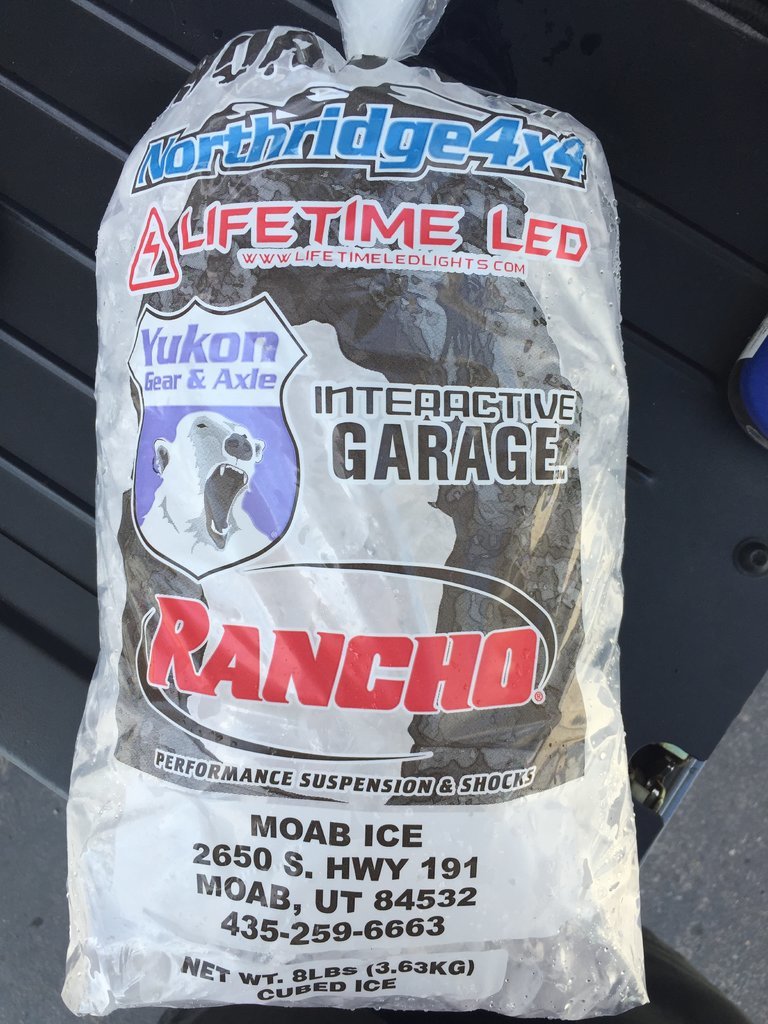 Northridge4x4
LIFETIME LED
WWW.LIFETIMELEDLIGHTS.COM
Yukon
Gear & Axle
INTERACTIVE
GARAGE
RANCHO®
PERFORMANCE SUSPENSION & SHOCKS
MOAB ICE
2650 S. HWY 191
MOAB, UT 84532
435-259-6663
NET WT. 8LBS (3.63KG)
CUBED ICE